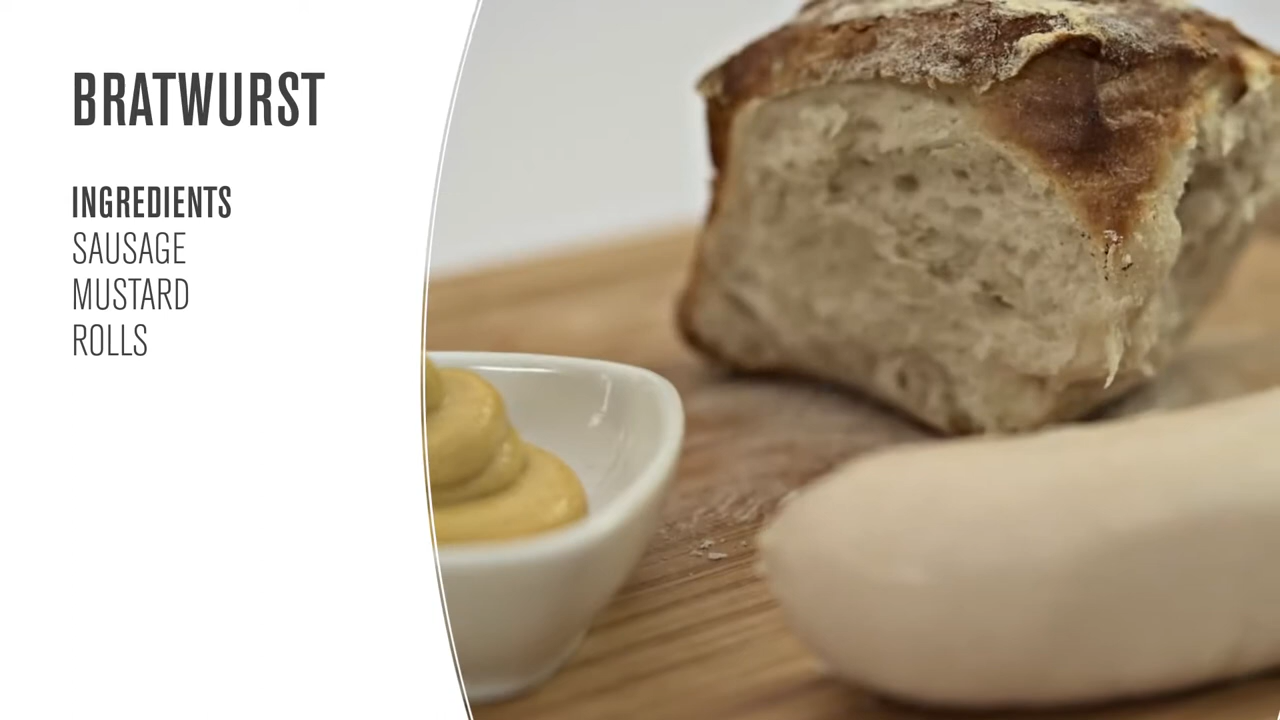 BRATWURST
INGREDIENTS
SAUSAGE
MUSTARD
ROLLS